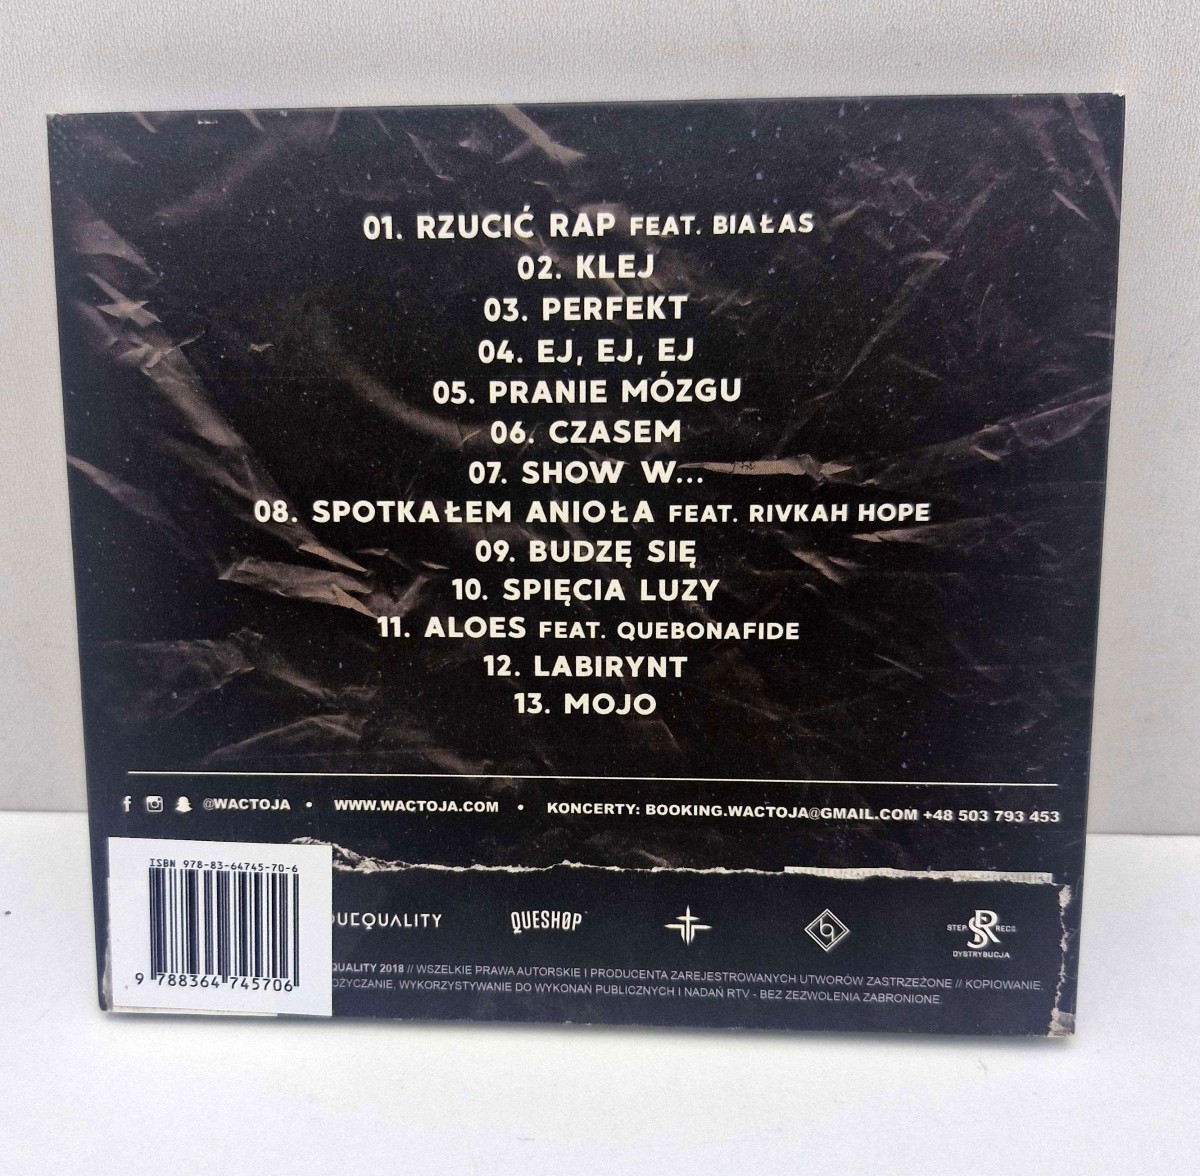 01. RZUCIĆ RAP FEAT. BIAŁAS
02. KLEJ
03. PERFEKT
04. EJ, EJ, EJ
05. PRANIE MÓZGU
06. CZASEM
07. SHOW W...
08. SPOTKAŁEM ANIOŁA FEAT. RIVKAH HOPE
09. BUDZĘ SIĘ
10. SPIĘCIA LUZY
11. ALOES FEAT. QUEBONAFIDE
12. LABIRYNT
13. MOJO
@WACTOJA • WWW.WACTOJA.COM • KONCERTY: BOOKING.WACTOJA@GMAIL.COM +48 503 793 453
ISBN 978-83-64745-70-6
9 788364 745706
UEQUALITY QUESHØP STEP RECS
DYSTRYBUCJA
QUALITY 2018 // WSZELKIE PRAWA AUTORSKIE I PRODUCENTA ZAREJESTROWANYCH UTWORÓW ZASTRZEŻONE // KOPIOWANIE,
OŻYCZANIE, WYKORZYSTYWANIE DO WYKONAŃ PUBLICZNYCH I NADAŃ RTV - BEZ ZEZWOLENIA ZABRONIONE.